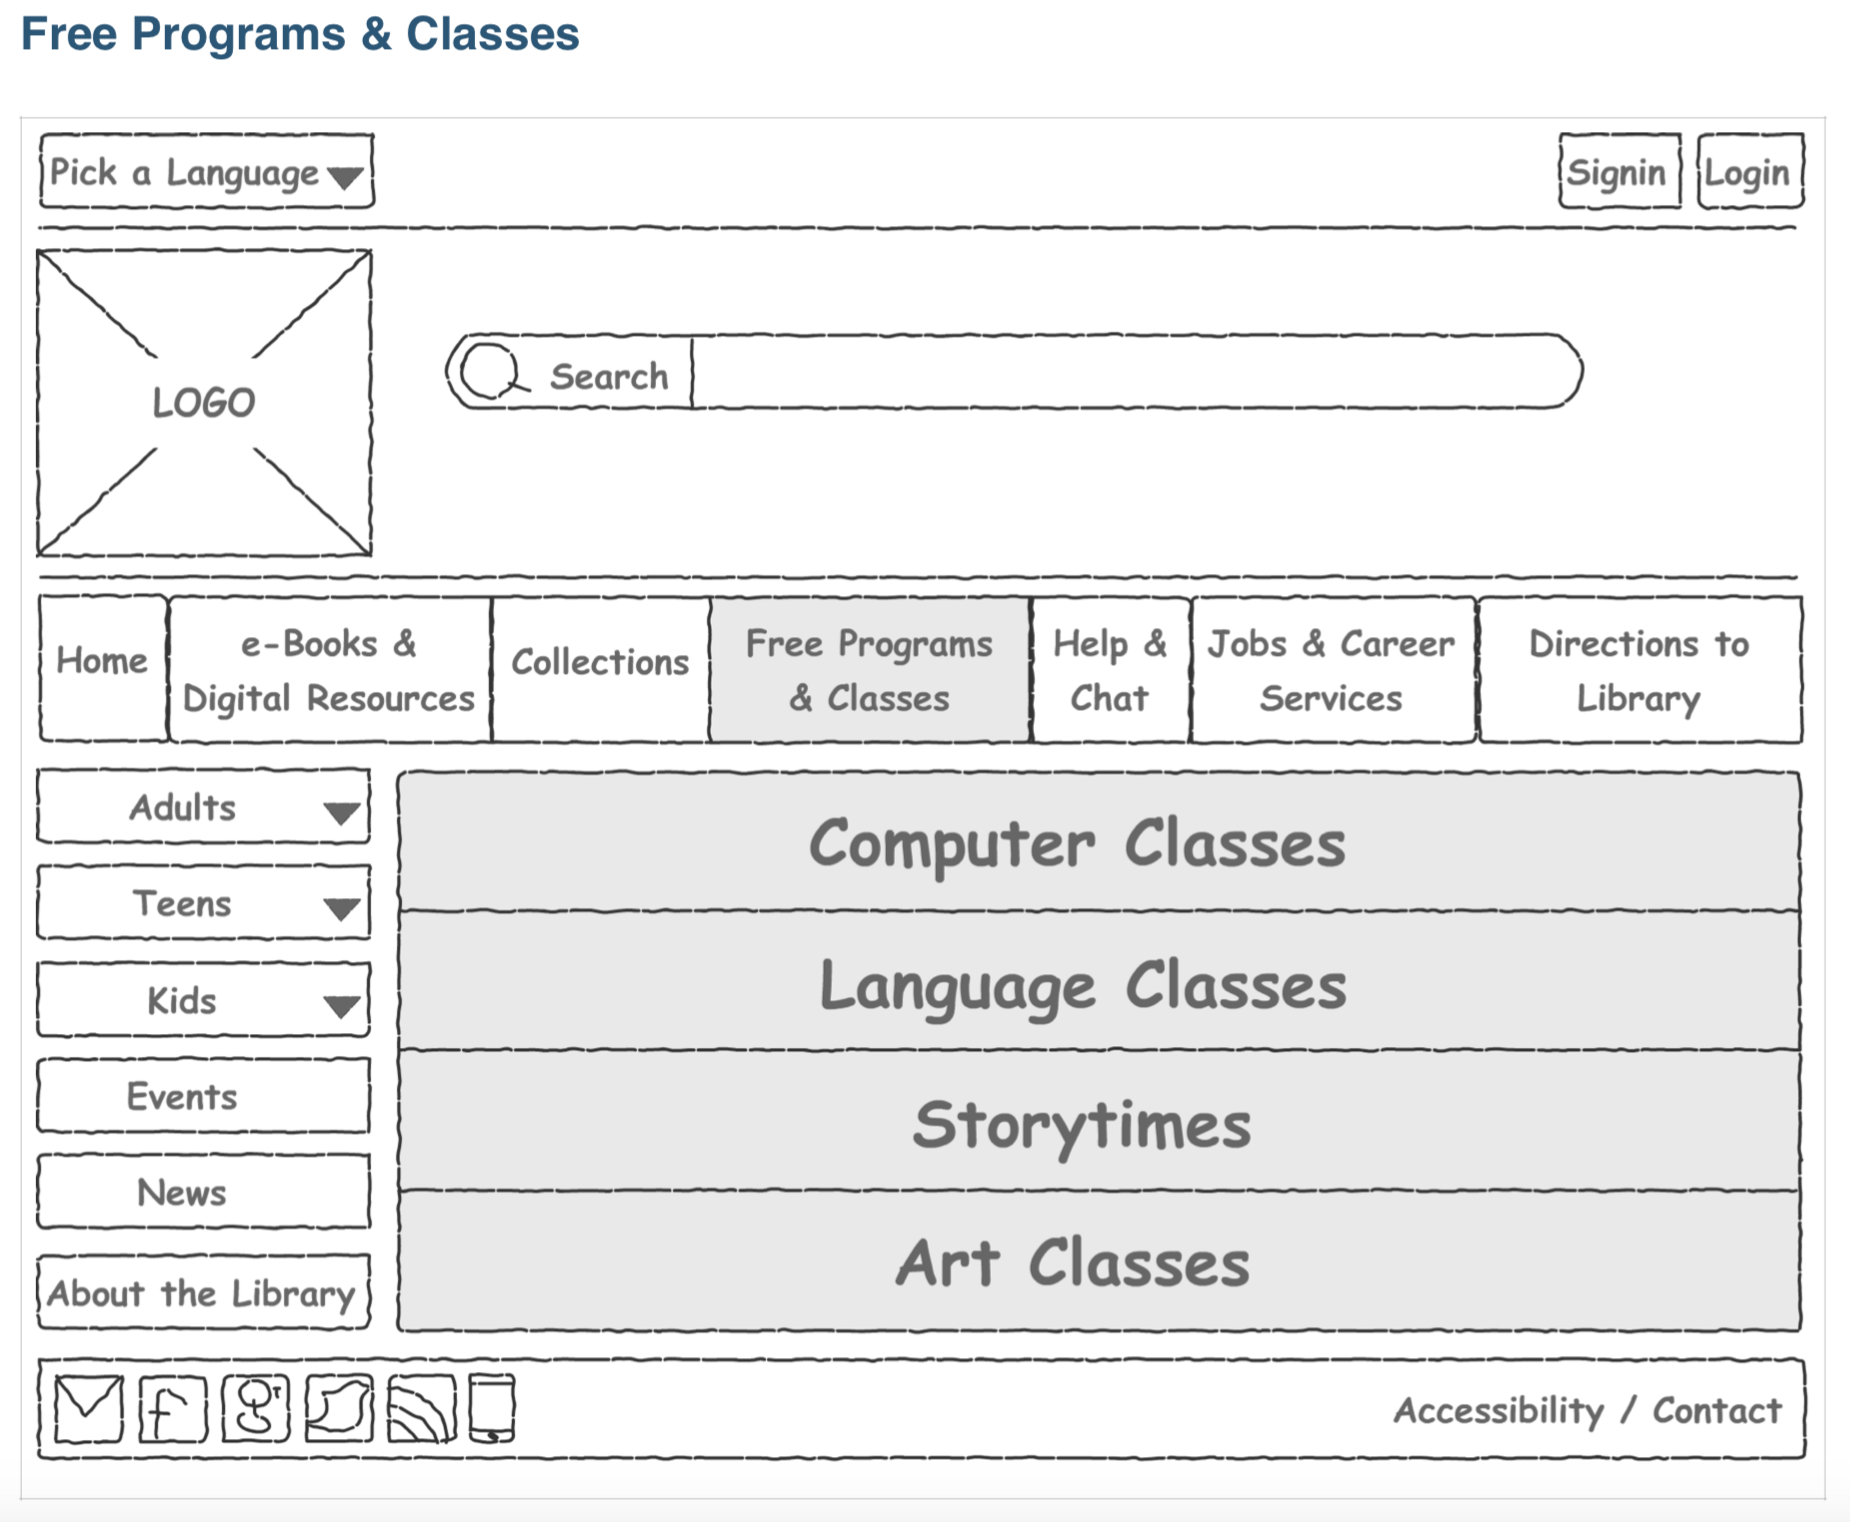 Free Programs & Classes
Pick a Language
Signin
Login
LOGO
Search
Home
e-Books &
Digital Resources
Collections
Free Programs
& Classes
Help &
Chat
Jobs & Career
Services
Directions to
Library
Adults
Teens
Kids
Events
News
About the Library
Computer Classes
Language Classes
Storytimes
Art Classes
Accessibility / Contact